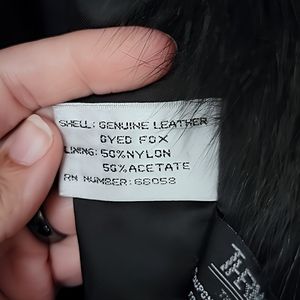 SHELL: GENUINE LEATHER
DYED FOX
LINING: 50%NYLON
50%ACETATE
RN NUMBER: 66058